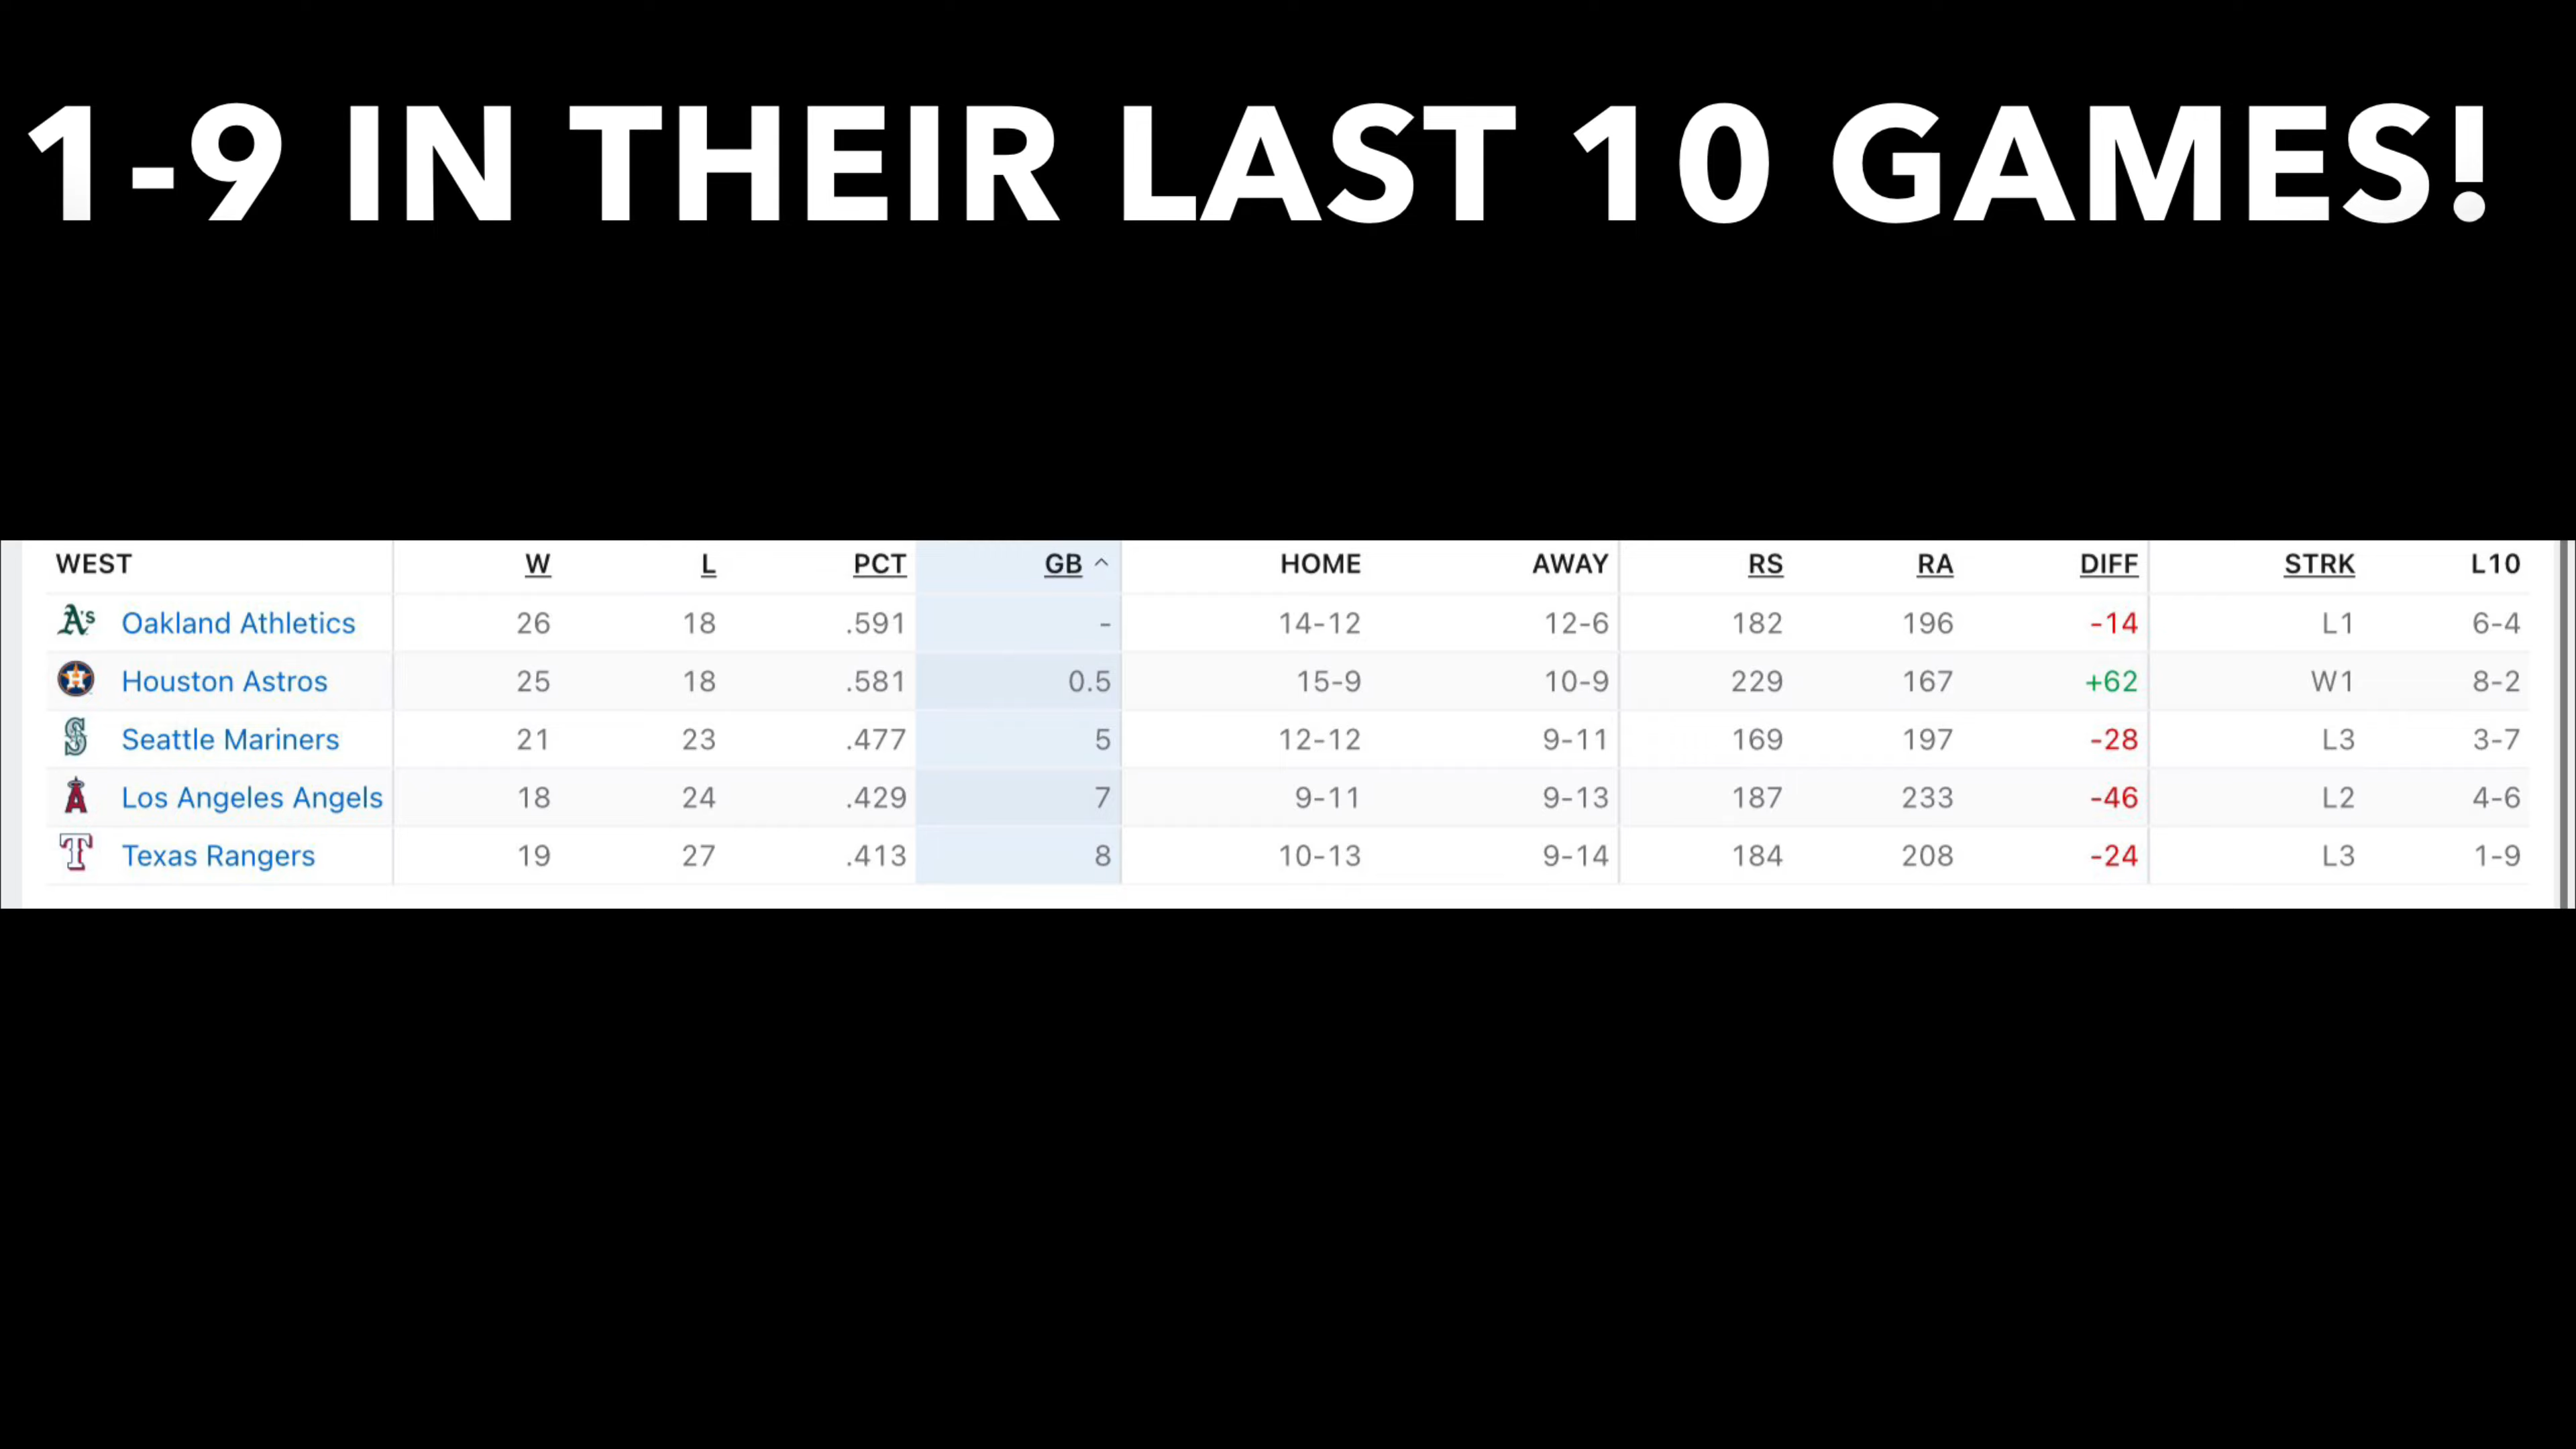 1-9 IN THEIR LAST 10 GAMES!
WEST W L PCT GB ^ HOME AWAY RS RA DIFF STRK L10
A's Oakland Athletics 26 18 .591 - 14-12 12-6 182 196 -14 L1 6-4
H Houston Astros 25 18 .581 0.5 15-9 10-9 229 167 +62 W1 8-2
S Seattle Mariners 21 23 .477 5 12-12 9-11 169 197 -28 L3 3-7
A Los Angeles Angels 18 24 .429 7 9-11 9-13 187 233 -46 L2 4-6
T Texas Rangers 19 27 .413 8 10-13 9-14 184 208 -24 L3 1-9